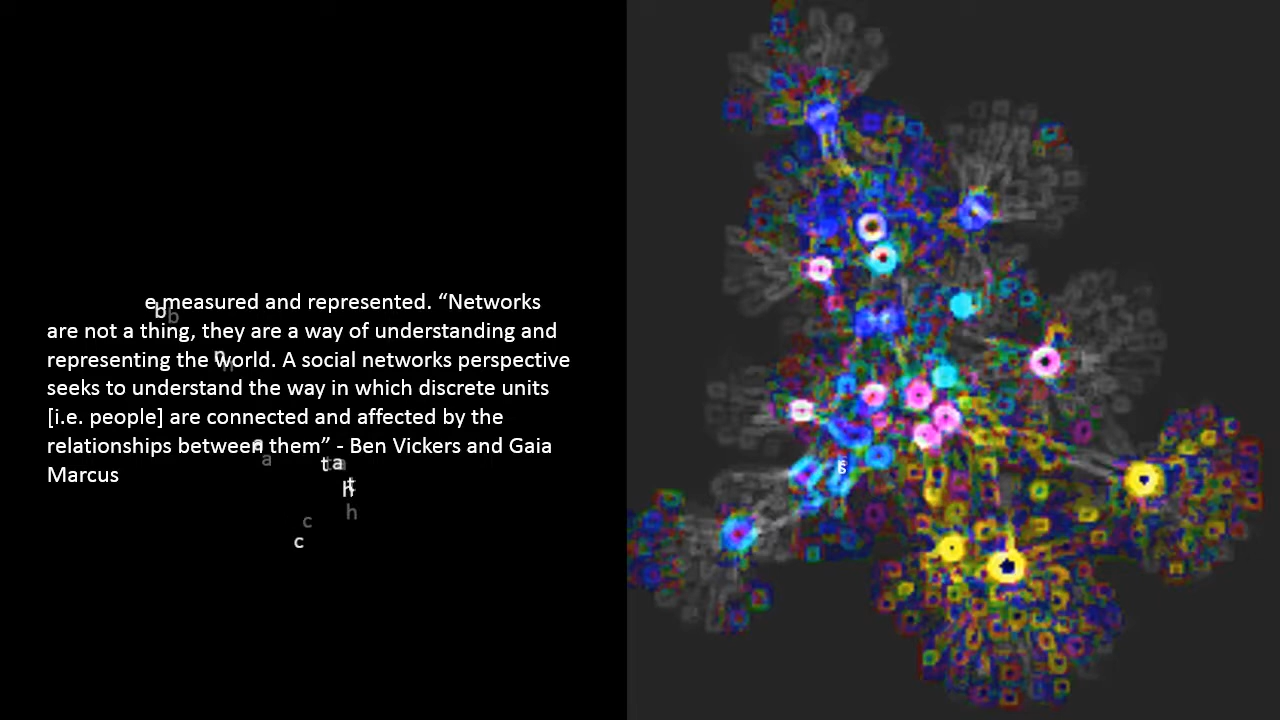 e measured and represented. “Networks
are not a thing, they are a way of understanding and
representing the world. A social networks perspective
seeks to understand the way in which discrete units
[i.e. people] are connected and affected by the
relationships between them” - Ben Vickers and Gaia
Marcus